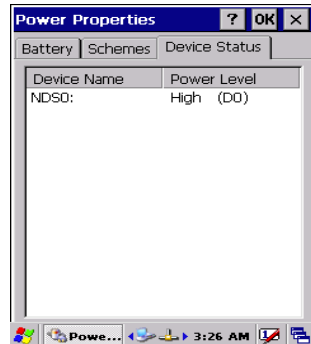 Power Properties ? OK ×
Battery Schemes Device Status
Device Name Power Level
NDS0: High (D0)
Powe... 3:26 AM